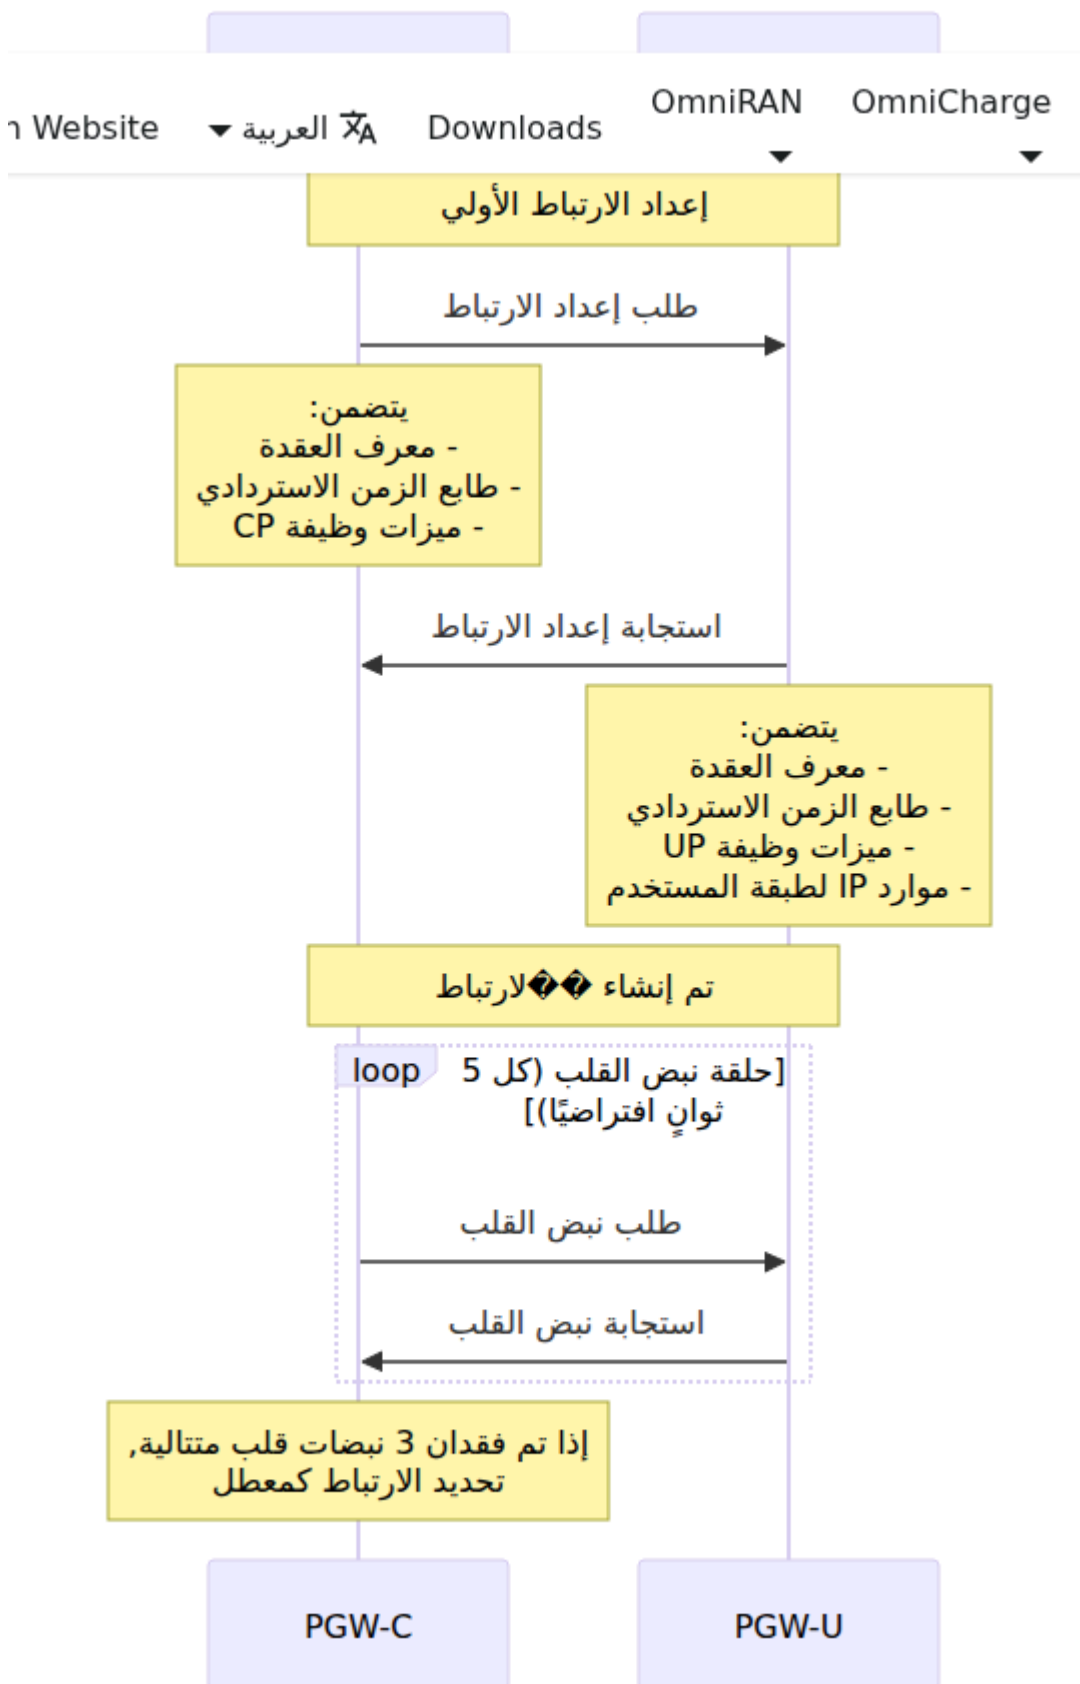 Website
العربية
Downloads
OmniRAN
OmniCharge
إعداد الارتباط الأولي
طلب إعداد الارتباط
يتضمن:
- معرف العقدة
- طابع الزمن الاستردادي
- ميزات وظيفة CP
استجابة إعداد الارتباط
يتضمن:
- معرف العقدة
- طابع الزمن الاستردادي
- ميزات وظيفة UP
- موارد IP لطبقة المستخدم
تم إنشاء ��لارتباط
loop
[حلقة نبض القلب (كل 5
ثوانٍ افتراضيًا)]
طلب نبض القلب
استجابة نبض القلب
إذا تم فقدان 3 نبضات قلب متتالية,
تحديد الارتباط كمعطل
PGW-C
PGW-U